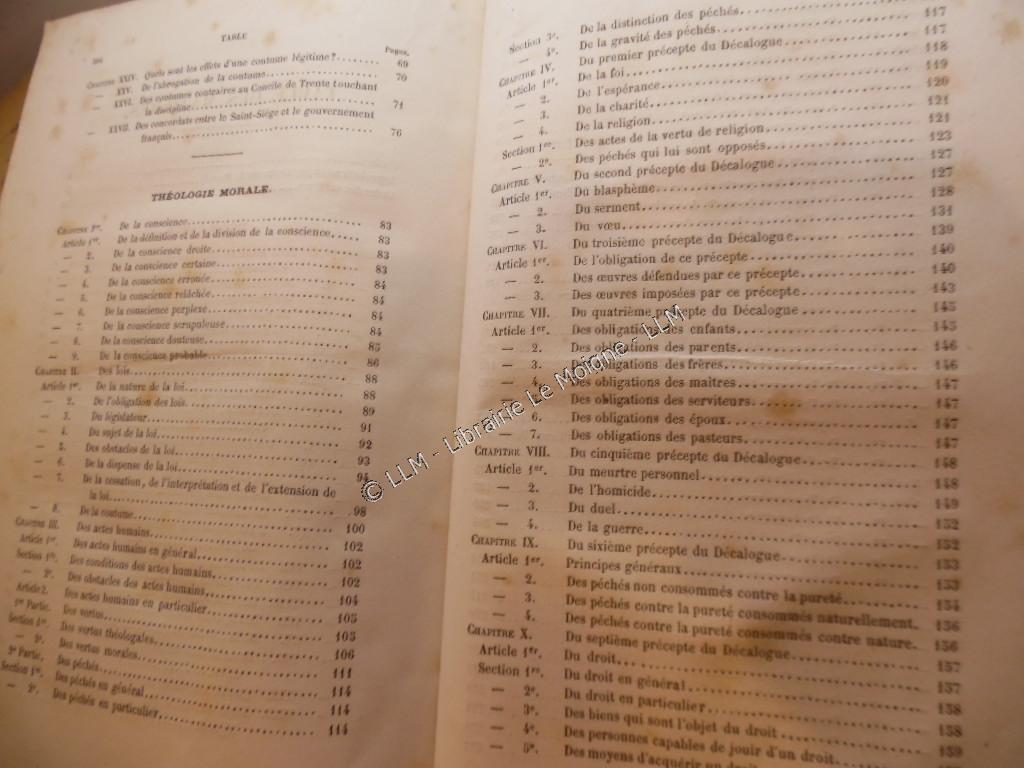 TABLE
Pages.
CHAPITRE XXIV. Quels sont les effets d'une coutume légitime? 69
— XXV. De l'abrogation de la coutume 70
— XXVI. Des coutumes contraires au Concile de Trente touchant
la discipline 71
— XXVII. Des concordats entre le Saint-Siège et le gouvernement
français 76
THÉOLOGIE MORALE.
CHAPITRE Ier. De la conscience 83
Article 1er. De la définition et de la division de la conscience 83
— 2. De la conscience droite 83
— 3. De la conscience certaine 83
— 4. De la conscience erronée 84
— 5. De la conscience relâchée 84
— 6. De la conscience perplexe 84
— 7. De la conscience scrupuleuse 84
— 8. De la conscience douteuse 85
— 9. De la conscience probable 86
CHAPITRE II. Des lois 88
Article 1er. De la nature de la loi 88
— 2. De l'obligation des lois 89
— 3. Du législateur 91
— 4. Du sujet de la loi 92
— 5. Des obstacles de la loi 93
— 6. De la dispense de la loi 94
— 7. De la cessation, de l'interprétation et de l'extension de
la loi 98
— 8. De la coutume 100
CHAPITRE III. Des actes humains 102
Article 1er. Des actes humains en général 102
Section 1re. Des conditions des actes humains 102
— 2e. Des obstacles des actes humains 104
Article 2. Des actes humains en particulier 105
1re Partie. Des vertus 105
Section 1re. Des vertus théologales 106
— 2e. Des vertus morales 111
2e Partie. Des péchés 114
Section 1re. Des péchés en général 114
— 2e. Des péchés en particulier 114
Section 3e. De la distinction des péchés 117
— 4e. De la gravité des péchés 117
CHAPITRE IV. Du premier précepte du Décalogue 118
Article 1er. De la foi 119
— 2. De l'espérance 120
— 3. De la charité 121
— 4. De la religion 121
Section 1re. Des actes de la vertu de religion 123
— 2e. Des péchés qui lui sont opposés 127
CHAPITRE V. Du second précepte du Décalogue 127
Article 1er. Du blasphème 128
— 2. Du serment 131
— 3. Du vœu 139
CHAPITRE VI. Du troisième précepte du Décalogue 140
Article 1er. De l'obligation de ce précepte 140
— 2. Des œuvres défendues par ce précepte 143
— 3. Des œuvres imposées par ce précepte 145
CHAPITRE VII. Du quatrième précepte du Décalogue 145
Article 1er. Des obligations des enfants 146
— 2. Des obligations des parents 146
— 3. Des obligations des frères 147
— 4. Des obligations des maîtres 147
— Des obligations des serviteurs 147
— 6. Des obligations des époux 147
— 7. Des obligations des pasteurs 148
CHAPITRE VIII. Du cinquième précepte du Décalogue 148
Article 1er. Du meurtre personnel 149
— 2. De l'homicide 152
— 3. Du duel 152
— 4. De la guerre 153
CHAPITRE IX. Du sixième précepte du Décalogue 153
Article 1er. Principes généraux 154
— 2. Des péchés non consommés contre la pureté 156
— 3. Des péchés contre la pureté consommés naturellement. 156
— 4. Des péchés contre la pureté consommés contre nature. 157
CHAPITRE X. Du septième précepte du Décalogue 157
Article 1er. Du droit 158
Section 1re. Du droit en général 158
— 2e. Du droit en particulier 159
— 3e. Des biens qui sont l'objet du droit
— 4e. Des personnes capables de jouir d'un droit
— 5e. Des moyens d'acquérir un droit
© LLM - Librairie Le Moigne - LLM